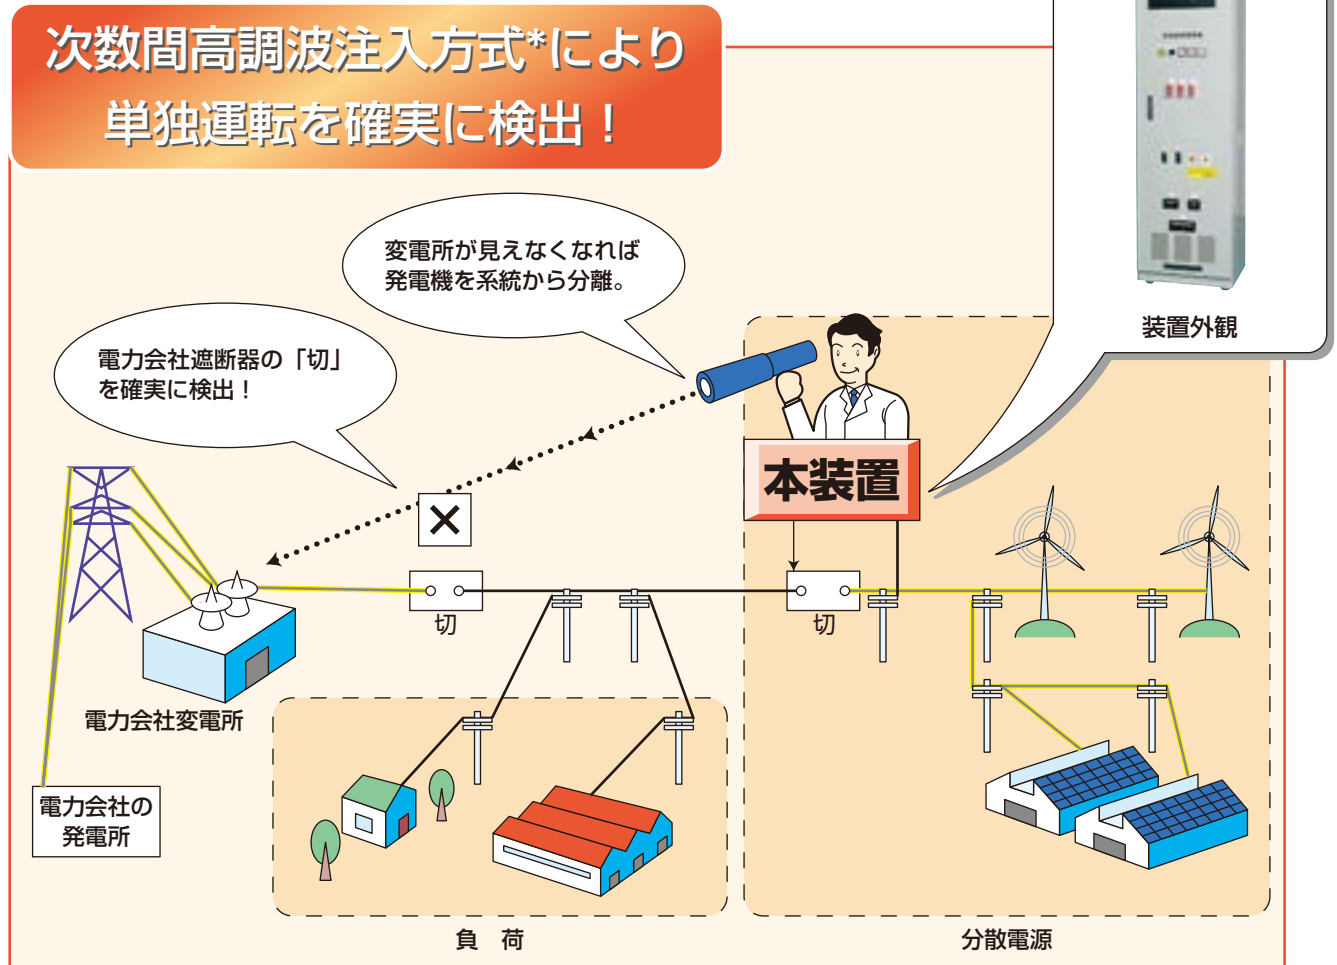 次数間高調波注入方式*により
単独運転を確実に検出！
変電所が見えなくなれば
発電機を系統から分離。
電力会社遮断器の「切」
を確実に検出！
装置外観
本装置
切
切
電力会社変電所
電力会社の
発電所
負　荷
分散電源